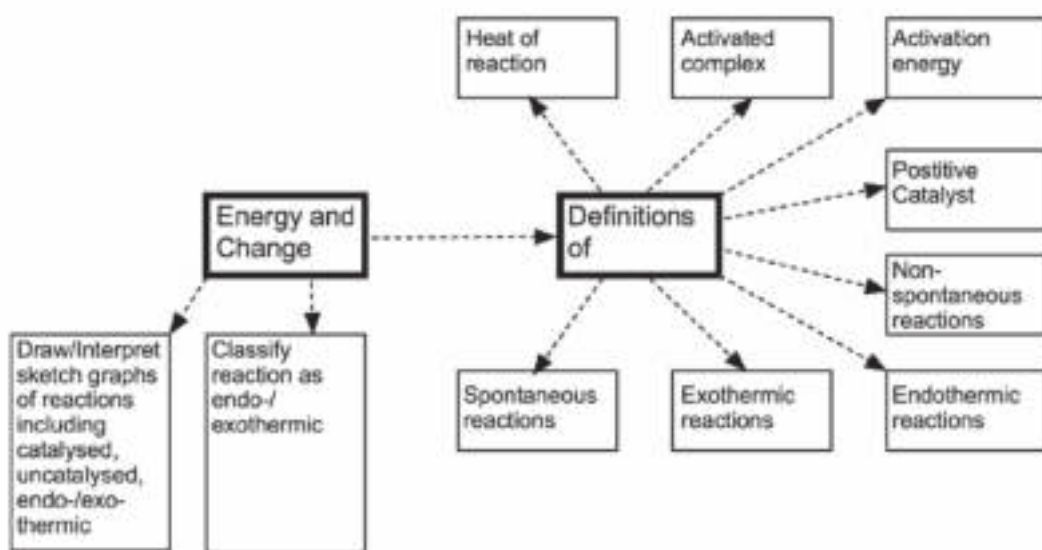 Heat of
reaction
Activated
complex
Activation
energy
Postitive
Catalyst
Energy and
Change
Definitions
of
Non-
spontaneous
reactions
Draw/Interpret
sketch graphs
of reactions
including
catalysed,
uncatalysed,
endo-/exo-
thermic
Classify
reaction as
endo-/
exothermic
Spontaneous
reactions
Exothermic
reactions
Endothermic
reactions